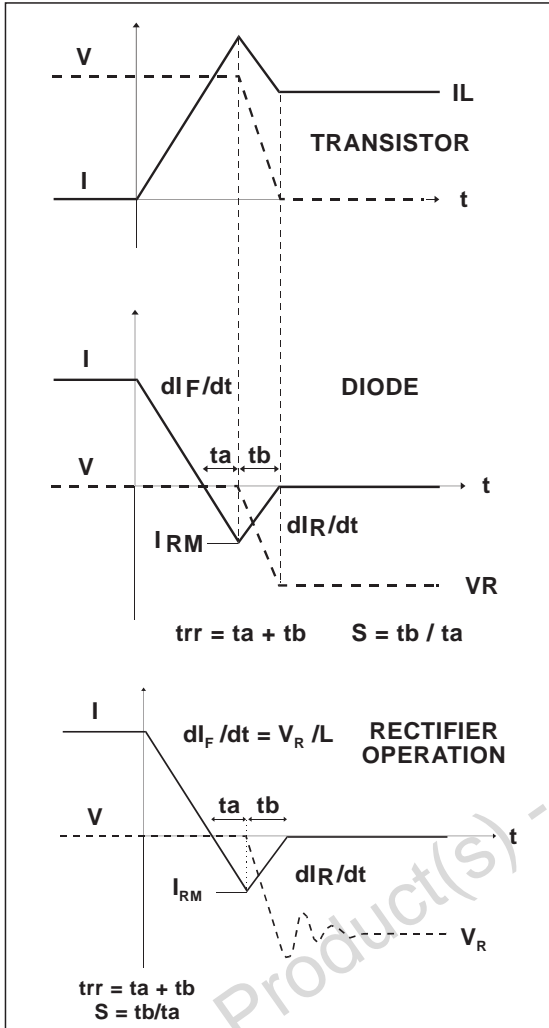 V
IL
TRANSISTOR
I
t
I
dIF/dt
DIODE
ta tb
V
t
IRM
dIR/dt
VR
trr = ta + tb S = tb / ta
I
dIF/dt = VR/L
RECTIFIER
OPERATION
ta tb
V
t
IRM
dIR/dt
VR
trr = ta + tb
S = tb/ta
Product(s) -